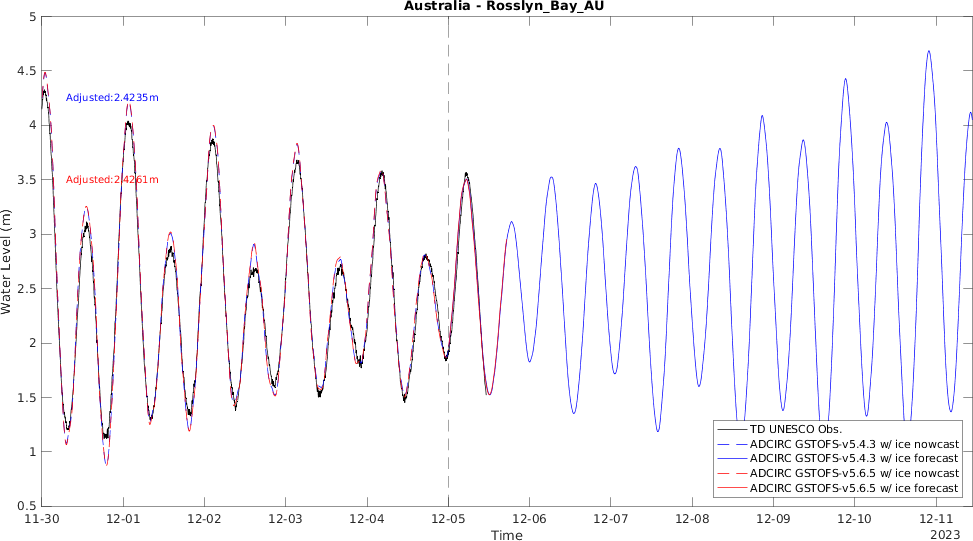 Australia - Rosslyn_Bay_AU
5
4.5
4
3.5
3
2.5
2
1.5
1
0.5
Water Level (m)
Adjusted:2.4235m
Adjusted:2.4261m
TD UNESCO Obs.
ADCIRC GSTOFS-v5.4.3 w/ ice nowcast
ADCIRC GSTOFS-v5.4.3 w/ ice forecast
ADCIRC GSTOFS-v5.6.5 w/ ice nowcast
ADCIRC GSTOFS-v5.6.5 w/ ice forecast
11-30 12-01 12-02 12-03 12-04 12-05 12-06 12-07 12-08 12-09 12-10 12-11
2023
Time